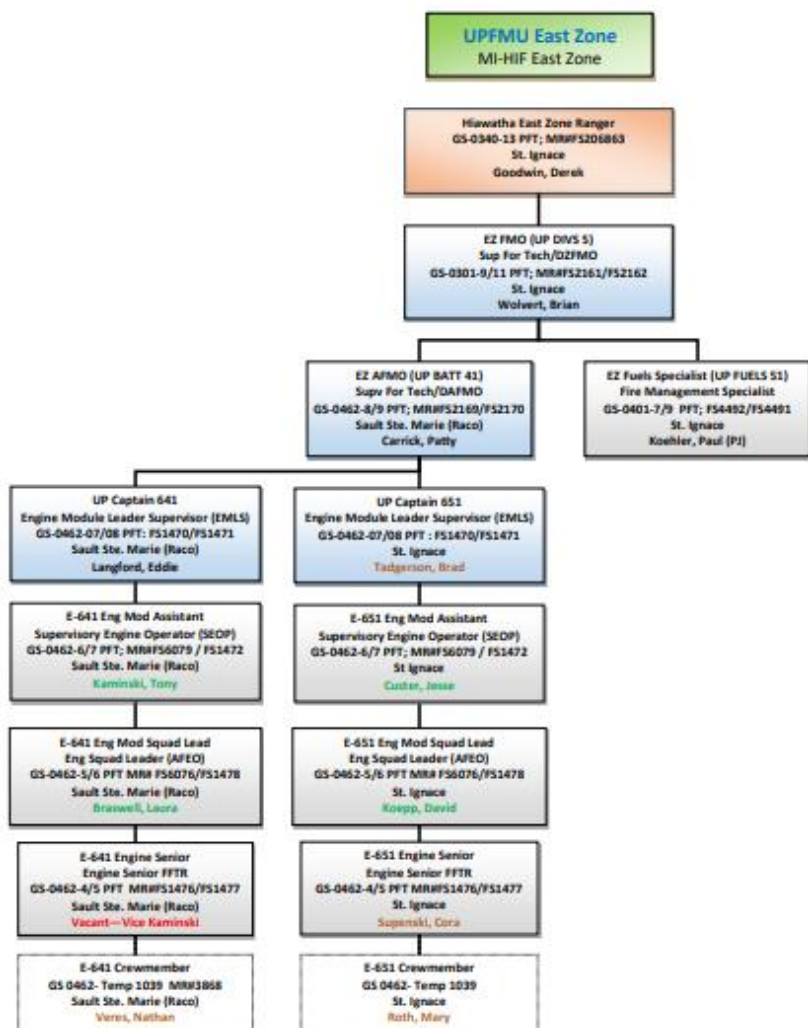 UPFMU East Zone
MI-HIF East Zone
Hiawatha East Zone Ranger
GS-0340-13 PFT; MR#FS206863
St. Ignace
Goodwin, Derek
EZ FMO (UP DIVS 5)
Sup For Tech/DZFMO
GS-0301-9/11 PFT; MR#FS2161/FS2162
St. Ignace
Wolvert, Brian
EZ AFMO (UP BATT 41)
Supv For Tech/DAFMO
GS-0462-8/9 PFT; MR#FS2169/FS2170
Sault Ste. Marie (Raco)
Carrick, Patty
EZ Fuels Specialist (UP FUELS 51)
Fire Management Specialist
GS-0401-7/9 PFT; FS4492/FS4491
St. Ignace
Koehler, Paul (PJ)
UP Captain 641
Engine Module Leader Supervisor (EMLS)
GS-0462-07/08 PFT: FS1470/FS1471
Sault Ste. Marie (Raco)
Langford, Eddie
UP Captain 651
Engine Module Leader Supervisor (EMLS)
GS-0462-07/08 PFT : FS1470/FS1471
St. Ignace
Tadgerson, Brad
E-641 Eng Mod Assistant
Supervisory Engine Operator (SEOP)
GS-0462-6/7 PFT; MR#FS6079 / FS1472
Sault Ste. Marie (Raco)
Kaminski, Tony
E-651 Eng Mod Assistant
Supervisory Engine Operator (SEOP)
GS-0462-6/7 PFT; MR#FS6079 / FS1472
St Ignace
Custer, Jesse
E-641 Eng Mod Squad Lead
Eng Squad Leader (AFEO)
GS-0462-5/6 PFT MR# FS6076/FS1478
Sault Ste. Marie (Raco)
Braswell, Laura
E-651 Eng Mod Squad Lead
Eng Squad Leader (AFEO)
GS-0462-5/6 PFT MR# FS6076/FS1478
St. Ignace
Koepp, David
E-641 Engine Senior
Engine Senior FFTR
GS-0462-4/5 PFT MR#FS1476/FS1477
Sault Ste. Marie (Raco)
Vacant—Vice Kaminski
E-651 Engine Senior
Engine Senior FFTR
GS-0462-4/5 PFT MR#FS1476/FS1477
St. Ignace
Supenski, Cora
E-641 Crewmember
GS 0462- Temp 1039 MR#3868
Sault Ste. Marie (Raco)
Veres, Nathan
E-651 Crewmember
GS 0462- Temp 1039
St. Ignace
Roth, Mary